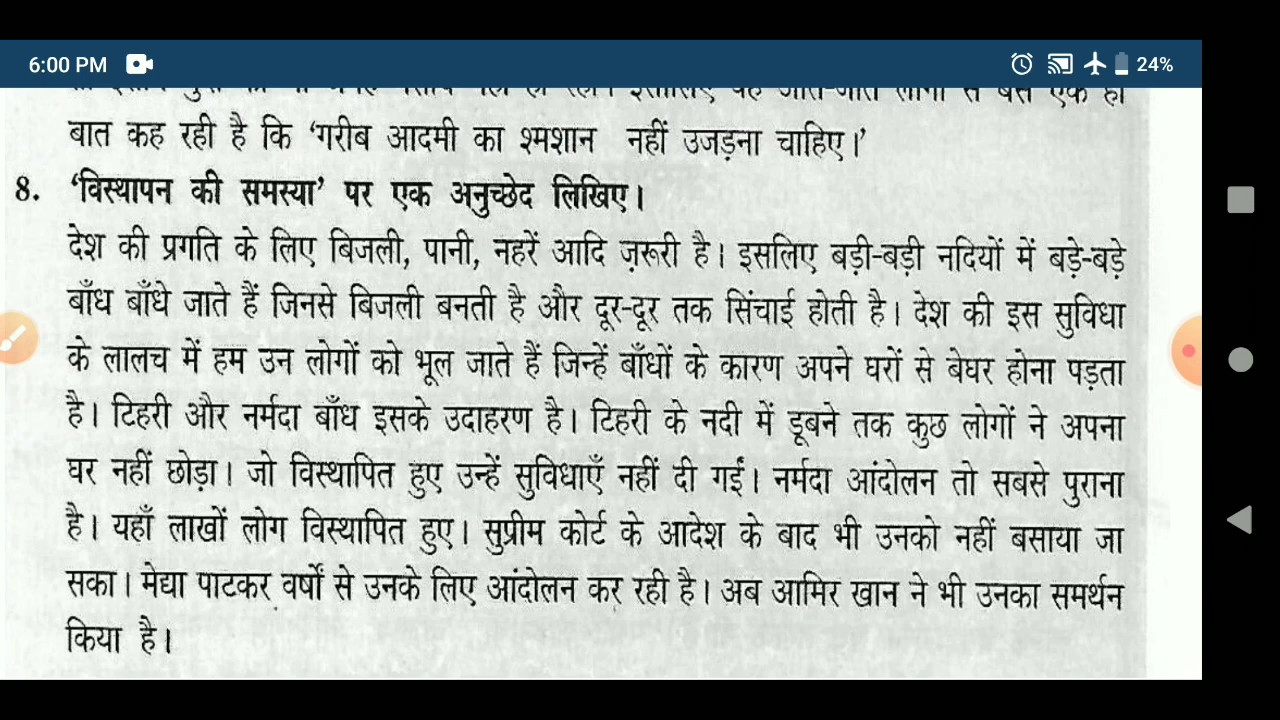 6:00 PM
24%
बात कह रही है कि ‘गरीब आदमी का श्मशान नहीं उजड़ना चाहिए।’
8. ‘विस्थापन की समस्या’ पर एक अनुच्छेद लिखिए।
देश की प्रगति के लिए बिजली, पानी, नहरें आदि ज़रूरी है। इसलिए बड़ी-बड़ी नदियों में बड़े-बड़े
बाँध बाँधे जाते हैं जिनसे बिजली बनती है और दूर-दूर तक सिंचाई होती है। देश की इस सुविधा
के लालच में हम उन लोगों को भूल जाते हैं जिन्हें बाँधों के कारण अपने घरों से बेघर होना पड़ता
है। टिहरी और नर्मदा बाँध इसके उदाहरण है। टिहरी के नदी में डूबने तक कुछ लोगों ने अपना
घर नहीं छोड़ा। जो विस्थापित हुए उन्हें सुविधाएँ नहीं दी गईं। नर्मदा आंदोलन तो सबसे पुराना
है। यहाँ लाखों लोग विस्थापित हुए। सुप्रीम कोर्ट के आदेश के बाद भी उनको नहीं बसाया जा
सका। मेद्या पाटकर वर्षों से उनके लिए आंदोलन कर रही है। अब आमिर खान ने भी उनका समर्थन
किया है।